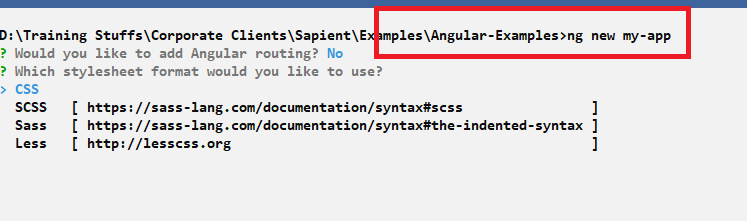 D:\Training Stuffs\Corporate Clients\Sapient\Examples\Angular-Examples>ng new my-app
? Would you like to add Angular routing? No
? Which stylesheet format would you like to use?
> CSS
SCSS [ https://sass-lang.com/documentation/syntax#scss ]
Sass [ https://sass-lang.com/documentation/syntax#the-indented-syntax ]
Less [ http://lesscss.org ]